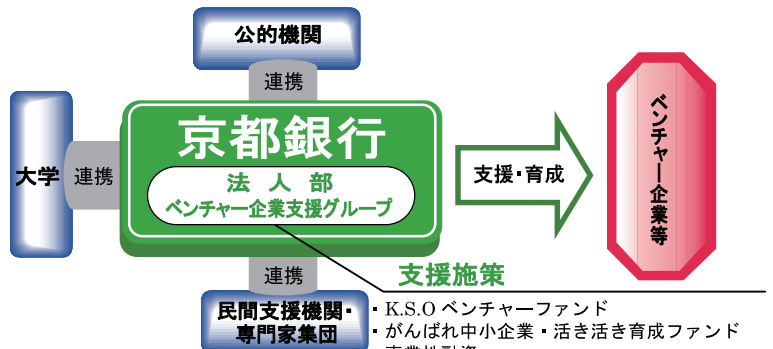 公的機関
連携
京都銀行
法人部
ベンチャー企業支援グループ
大学
連携
支援・育成
ベンチャー企業等
連携
民間支援機関・
専門家集団
支援施策
・K.S.O ベンチャーファンド
・がんばれ中小企業・活き活き育成ファンド